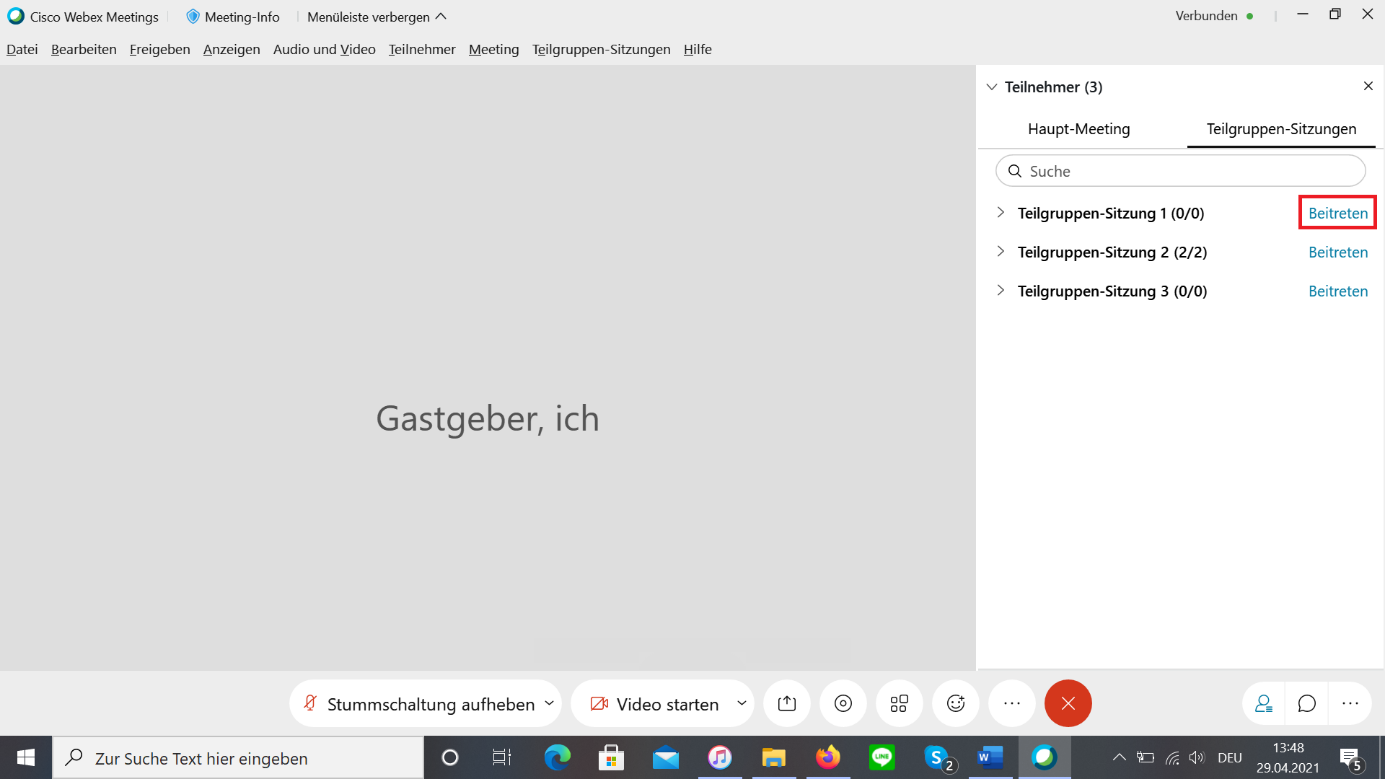 Cisco Webex Meetings Meeting-Info Menüleiste verbergen Verbunden
Datei Bearbeiten Freigeben Anzeigen Audio und Video Teilnehmer Meeting Teilgruppen-Sitzungen Hilfe
Teilnehmer (3)
Haupt-Meeting Teilgruppen-Sitzungen
Suche
Teilgruppen-Sitzung 1 (0/0) Beitreten
Teilgruppen-Sitzung 2 (2/2) Beitreten
Teilgruppen-Sitzung 3 (0/0) Beitreten
Gastgeber, ich
Stummschaltung aufheben Video starten
Zur Suche Text hier eingeben LINE S 2 W DEU 13:48
29.04.2021 5